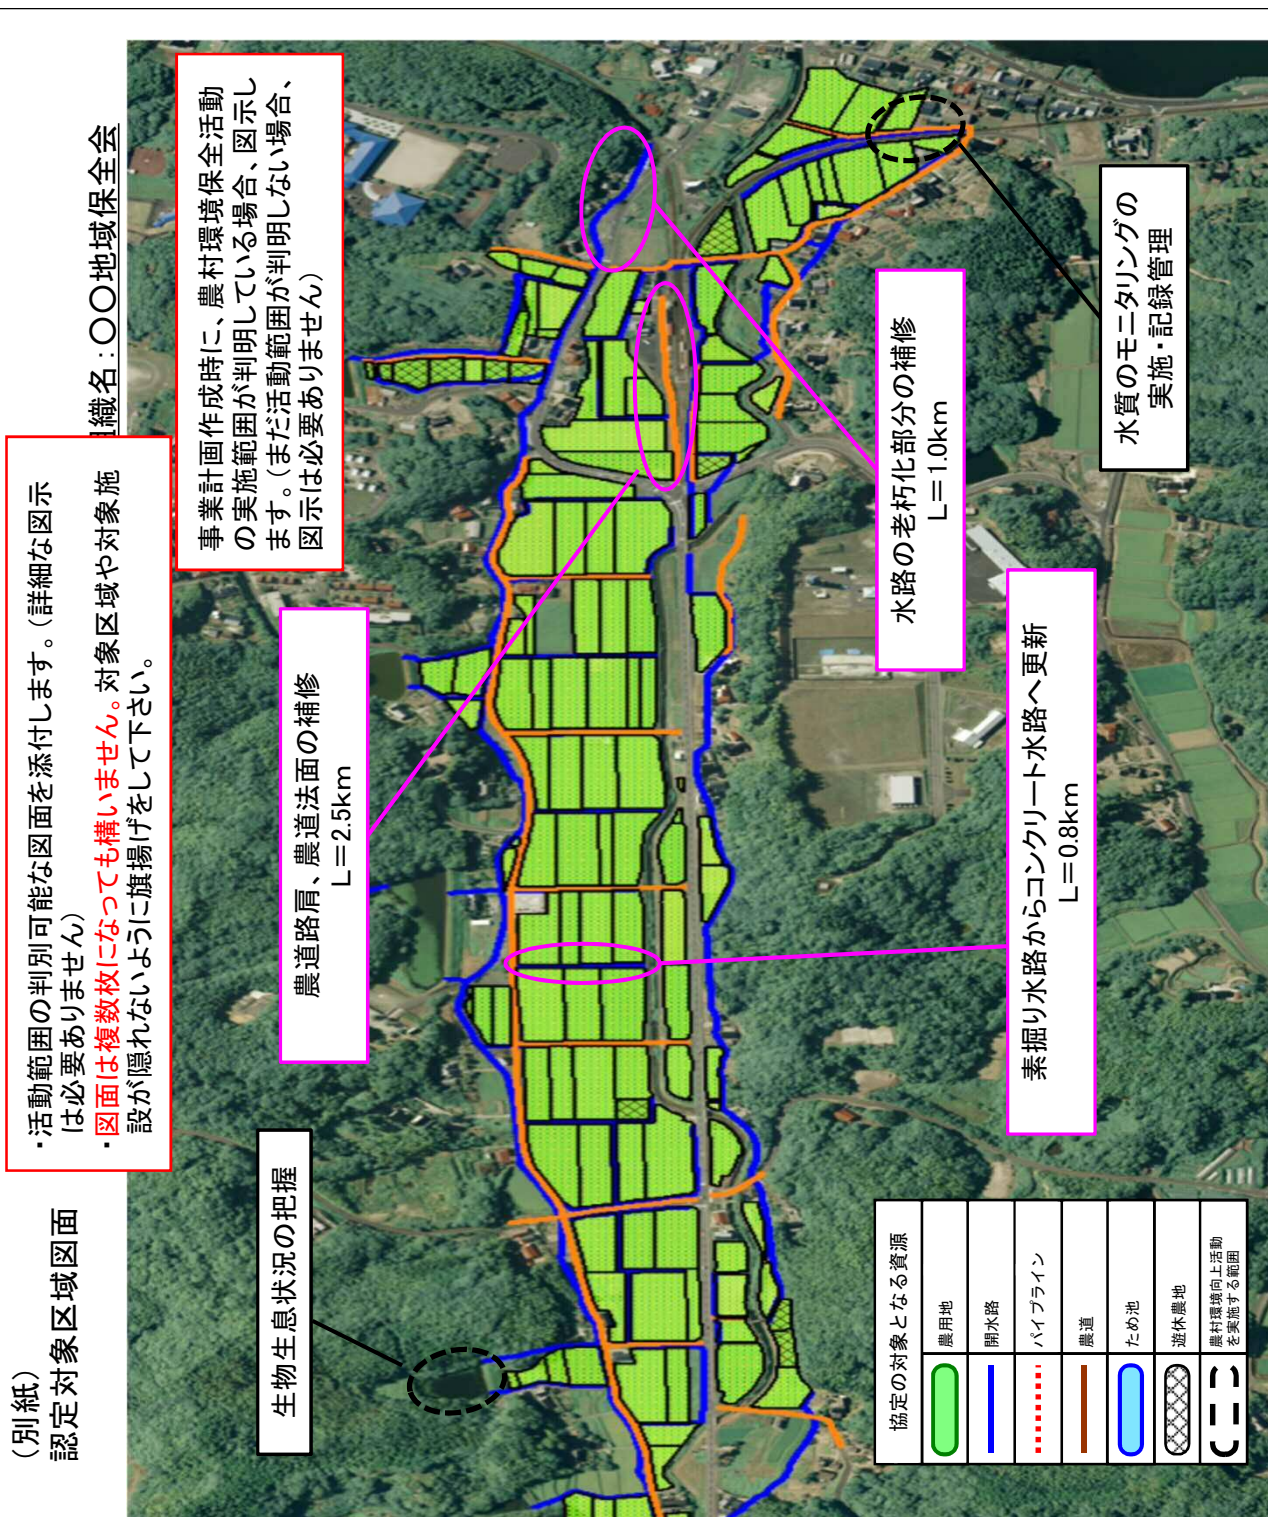 （別紙）
認定対象区域図面
・活動範囲の判別可能な図面を添付します。（詳細な図示
は必要ありません）
・図面は複数枚になっても構いません。対象区域や対象施
設が隠れないように旗揚げをして下さい。
組織名：〇〇地域保全会
事業計画作成時に、農村環境保全活動
の実施範囲が判明している場合、図示し
ます。（まだ活動範囲が判明しない場合、
図示は必要ありません）
生物生息状況の把握
農道路肩、農道法面の補修
L＝2.5km
水路の老朽化部分の補修
L＝1.0km
水質のモニタリングの
実施・記録管理
素掘り水路からコンクリート水路へ更新
L＝0.8km
協定の対象となる資源
農用地
開水路
パイプライン
農道
ため池
遊休農地
農村環境向上活動
を実施する範囲